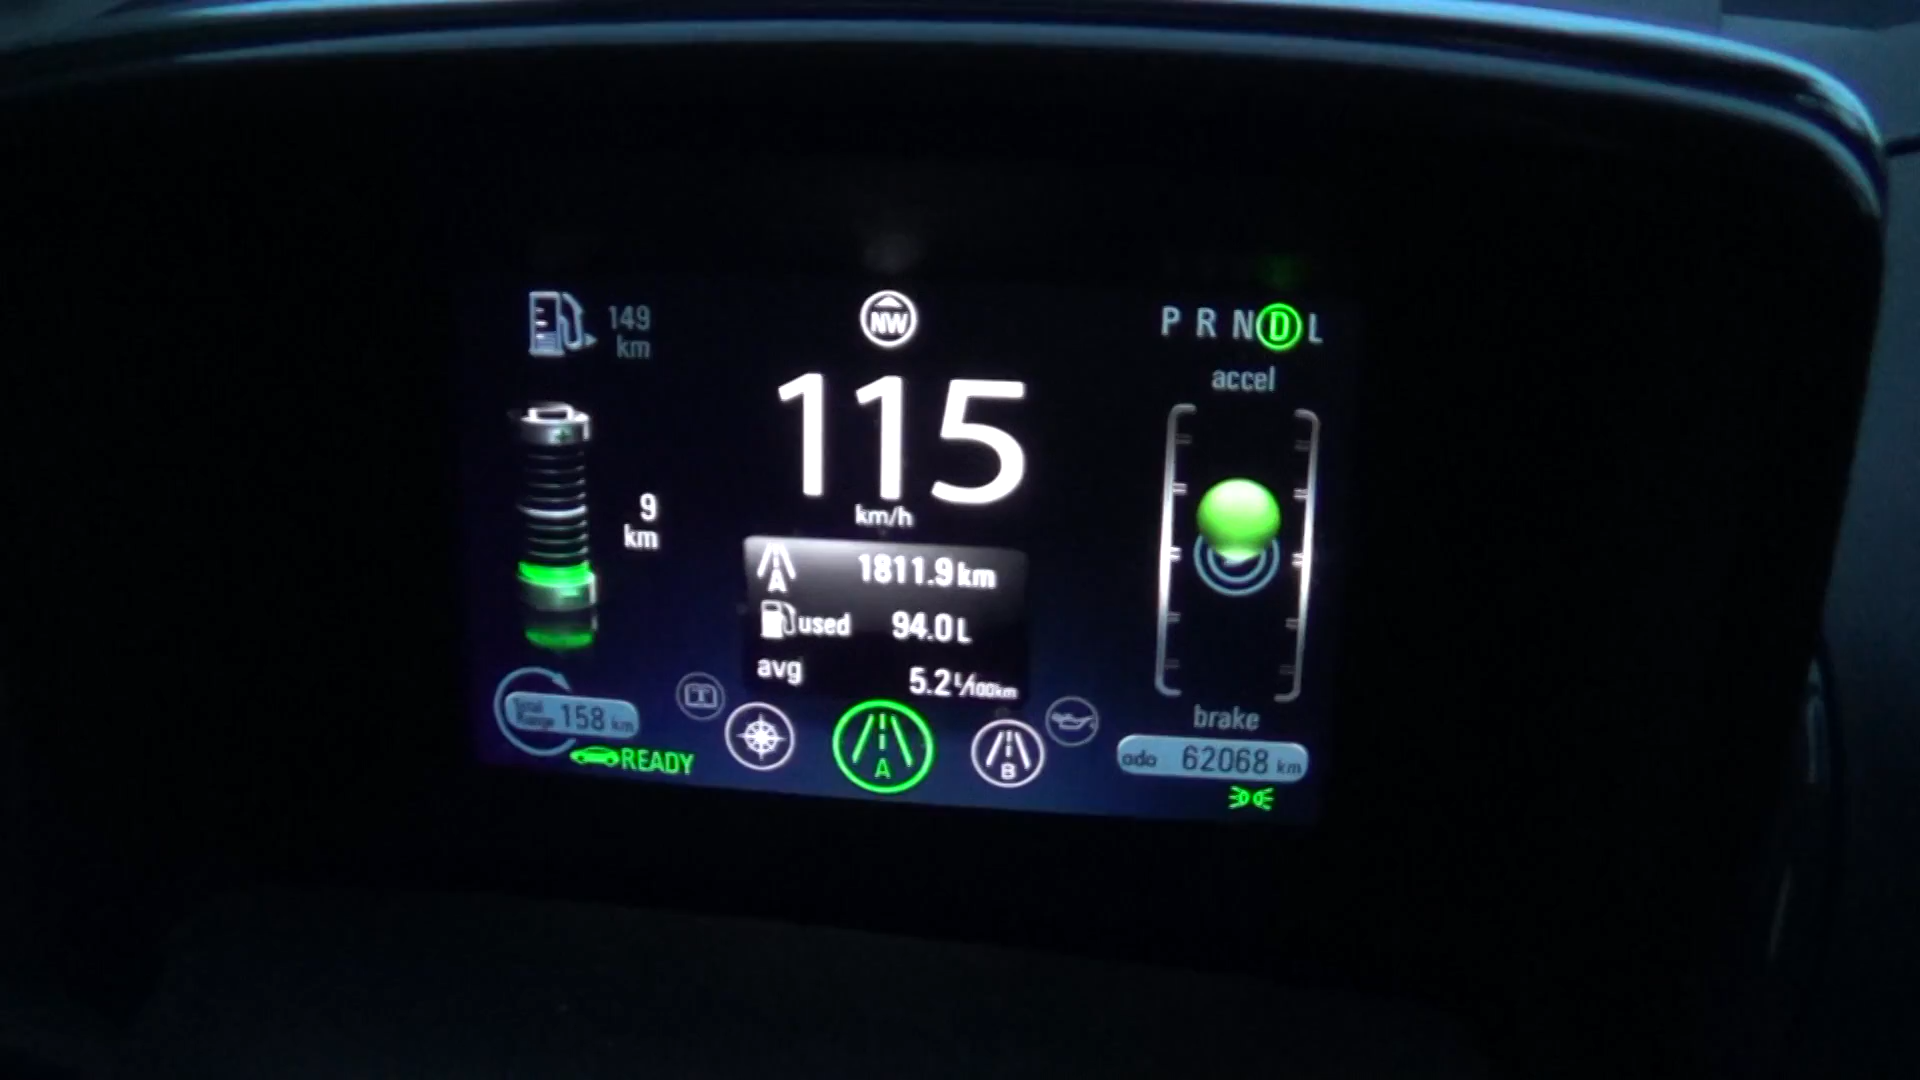 149
km
NW
P R N D L
accel
115
km/h
9
km
A
1811.9 km
used 94.0 L
avg 5.2 L/100km
Total
Range 158 km
READY
A
B
brake
odo 62068 km